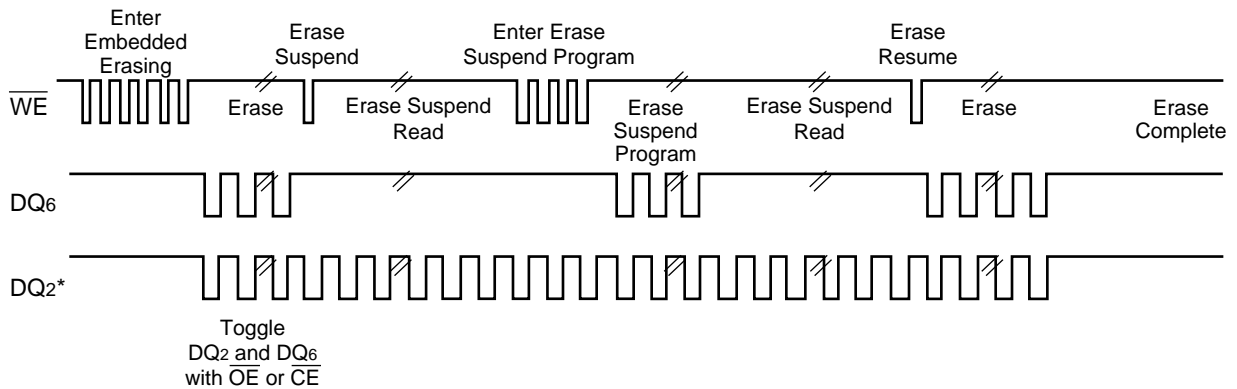 Enter
Embedded
Erasing
Erase
Suspend
Enter Erase
Suspend Program
Erase
Resume
WE
Erase
Erase Suspend
Read
Erase
Suspend
Program
Erase Suspend
Read
Erase
Erase
Complete
DQ6
DQ2*
Toggle
DQ2 and DQ6
with OE or CE